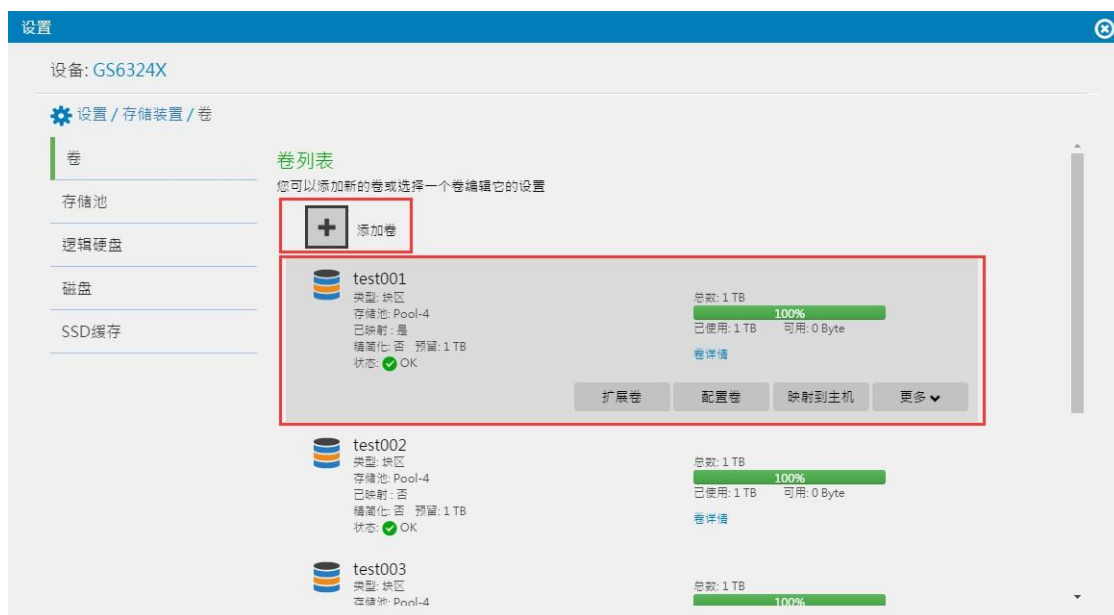 设置
设备: GS6324X
设置 / 存储装置 / 卷
卷
存储池
逻辑硬盘
磁盘
SSD缓存
卷列表
您可以添加新的卷或选择一个卷编辑它的设置
添加卷
test001
类型: 块区
存储池: Pool-4
已映射 : 是
精简化: 否 预留: 1 TB
状态: OK
总数: 1 TB
100%
已使用: 1 TB 可用: 0 Byte
卷详情
扩展卷 配置卷 映射到主机 更多
test002
类型: 块区
存储池: Pool-4
已映射 : 否
精简化: 否 预留: 1 TB
状态: OK
总数: 1 TB
100%
已使用: 1 TB 可用: 0 Byte
卷详情
test003
类型: 块区
存储池: Pool-4
总数: 1 TB
100%